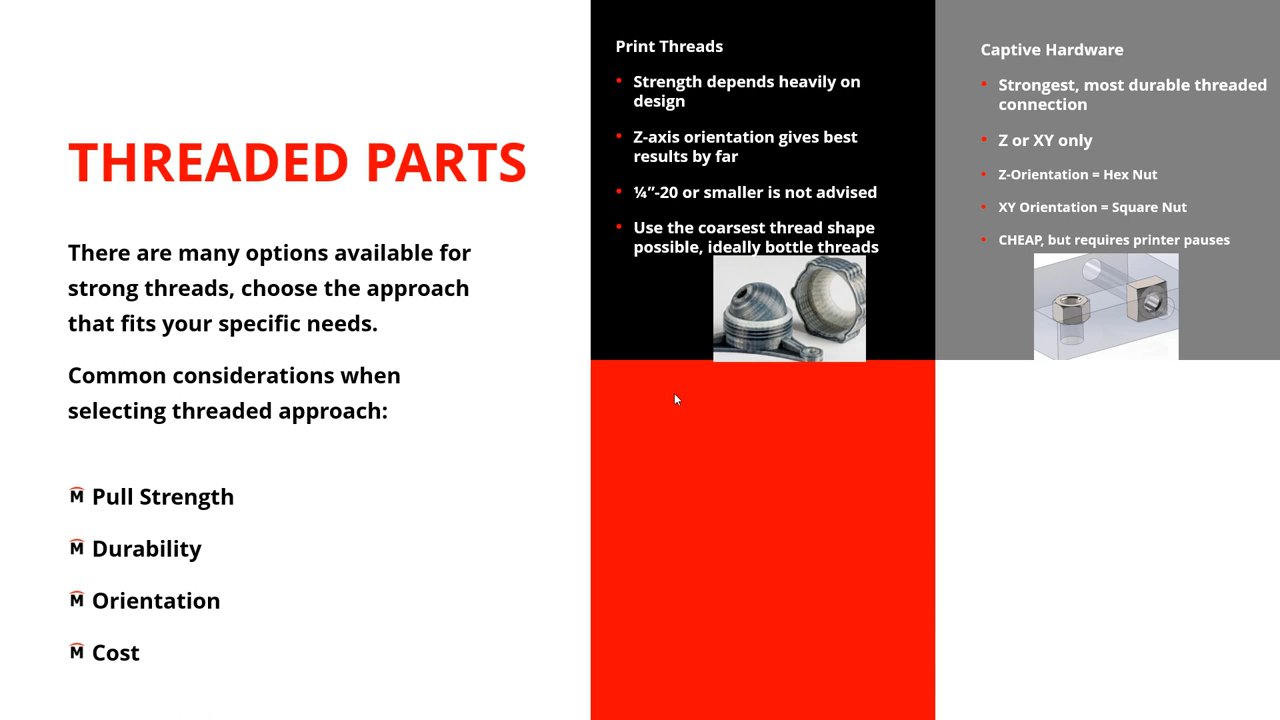 THREADED PARTS
There are many options available for
strong threads, choose the approach
that fits your specific needs.
Common considerations when
selecting threaded approach:
M Pull Strength
M Durability
M Orientation
M Cost
Print Threads
• Strength depends heavily on
design
• Z-axis orientation gives best
results by far
• ¼”-20 or smaller is not advised
• Use the coarsest thread shape
possible, ideally bottle threads
Captive Hardware
• Strongest, most durable threaded
connection
• Z or XY only
• Z-Orientation = Hex Nut
• XY Orientation = Square Nut
• CHEAP, but requires printer pauses